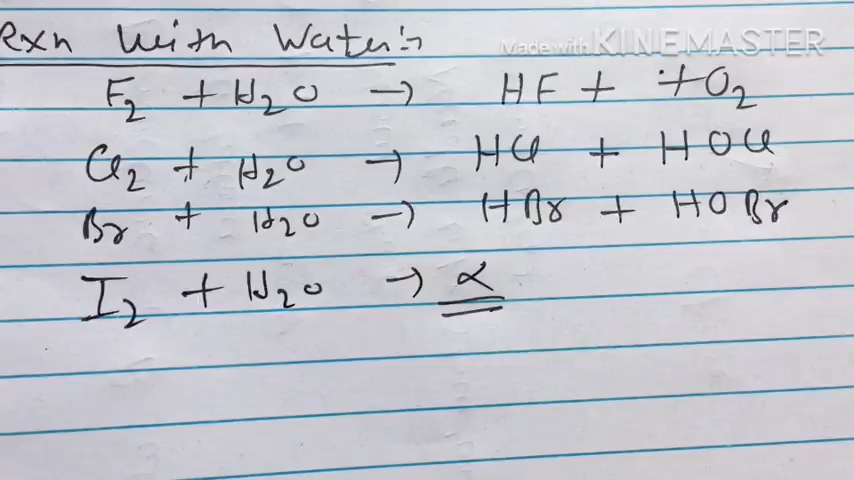 Rxn with Water:-
Made with KINEMASTER
F₂ + H₂O → HF + O₂
Cl₂ + H₂O → HCl + HOCl
Br + H₂O → HBr + HOBr
I₂ + H₂O → ×